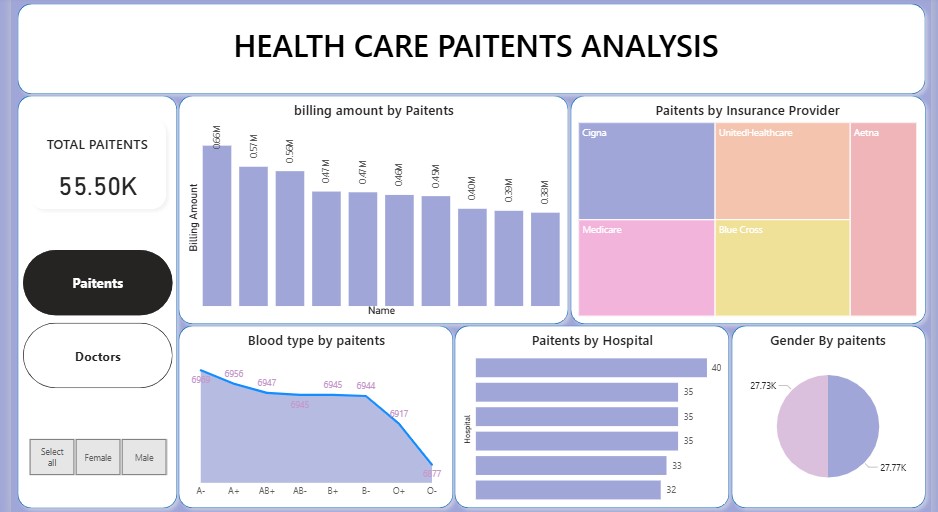 HEALTH CARE PAITENTS ANALYSIS
TOTAL PAITENTS
55.50K
Paitents
Doctors
Select all
Female
Male
billing amount by Paitents
Billing Amount
0.66M
0.57M
0.56M
0.47M
0.47M
0.46M
0.45M
0.40M
0.39M
0.38M
Name
Paitents by Insurance Provider
Cigna
UnitedHealthcare
Aetna
Medicare
Blue Cross
Blood type by paitents
6956
6947
6945
6945
6944
6917
6877
A-
A+
AB+
AB-
B+
B-
O+
O-
Paitents by Hospital
Hospital
40
35
35
35
33
32
Gender By paitents
27.73K
27.77K